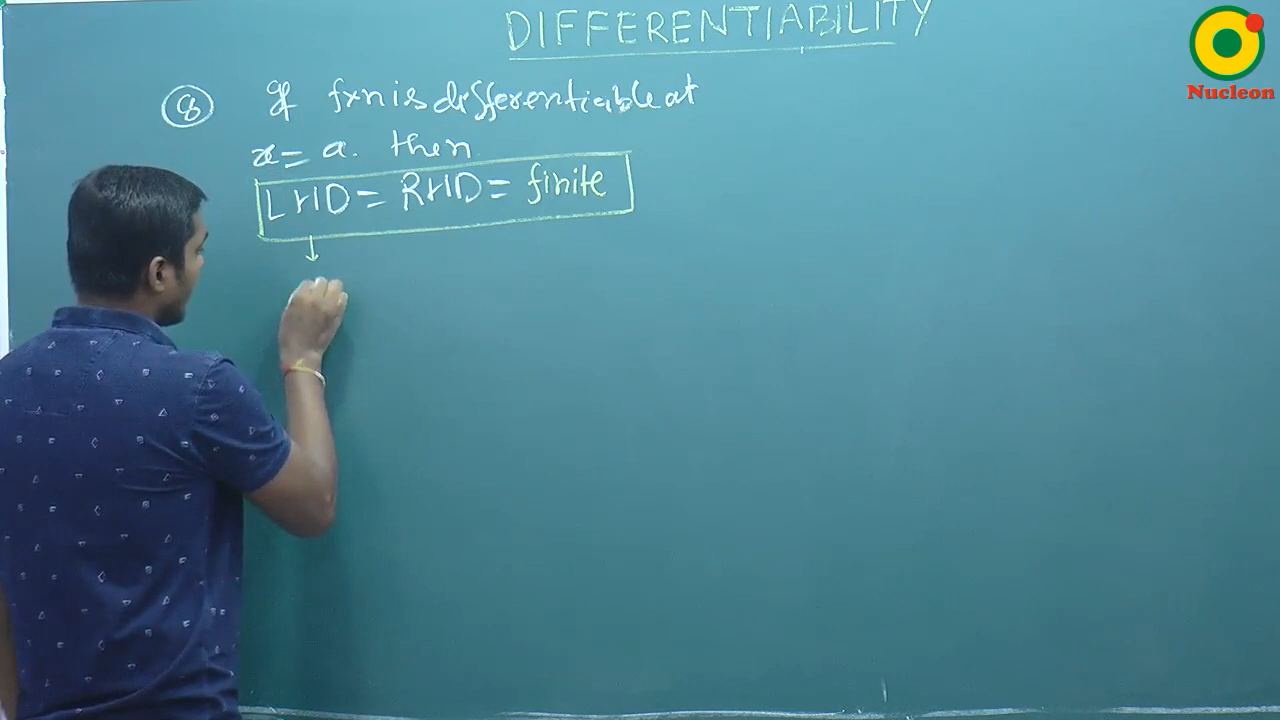 DIFFERENTIABILITY
Nucleon
8 If fxn is differentiable at
x = a. then
LHD = RHD = finite